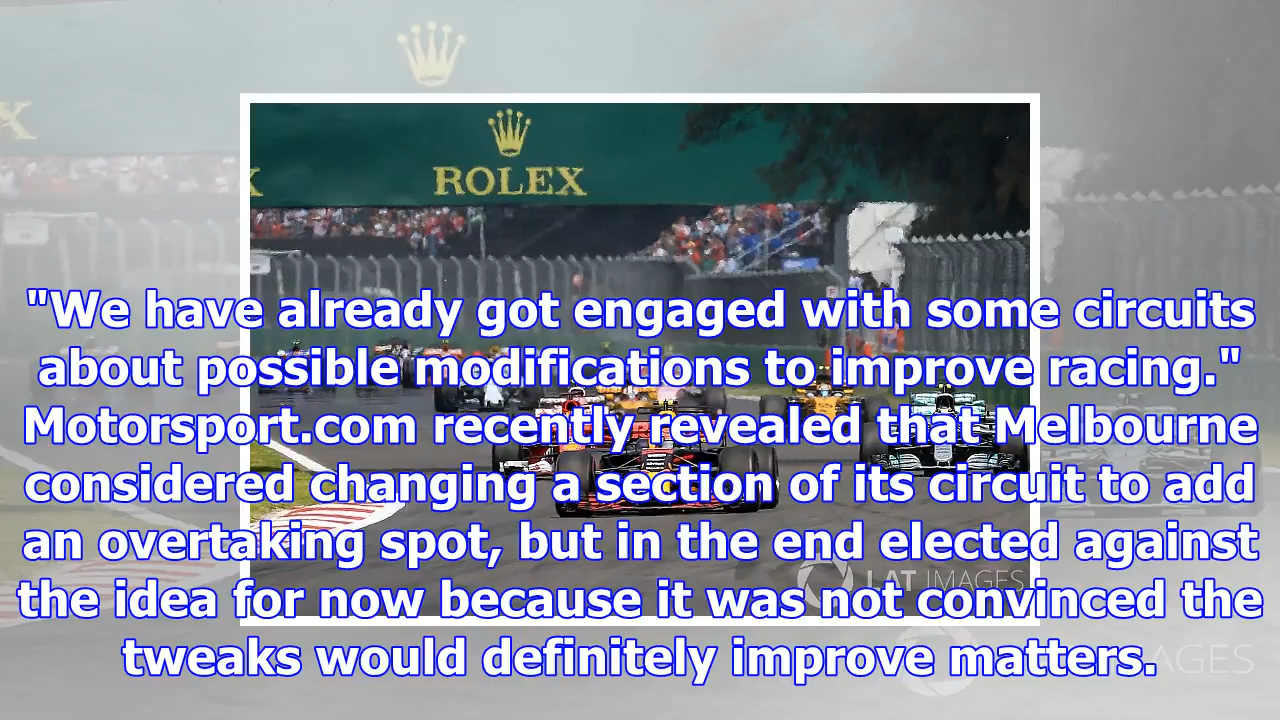 ROLEX
X
X
"We have already got engaged with some circuits
about possible modifications to improve racing."
Motorsport.com recently revealed that Melbourne
considered changing a section of its circuit to add
an overtaking spot, but in the end elected against
the idea for now because it was not convinced the
tweaks would definitely improve matters.
LAT IMAGES
AGES